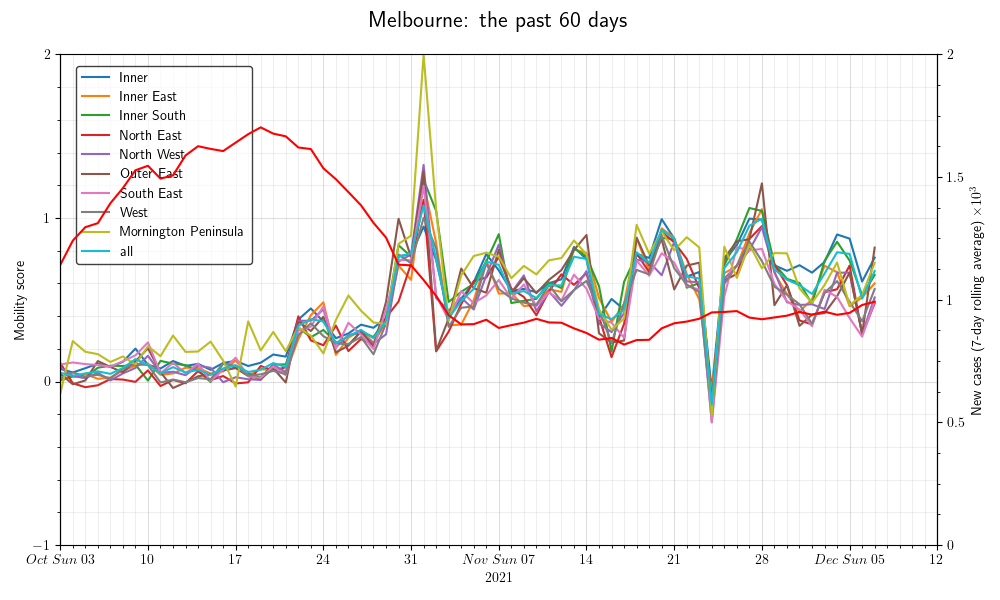 Melbourne: the past 60 days
2
1
0
−1
Mobility score
Inner
Inner East
Inner South
North East
North West
Outer East
South East
West
Mornington Peninsula
all
2
1.5
1
0.5
0
New cases (7-day rolling average) ×10³
Oct Sun 03 10 17 24 31 Nov Sun 07 14 21 28 Dec Sun 05 12
2021